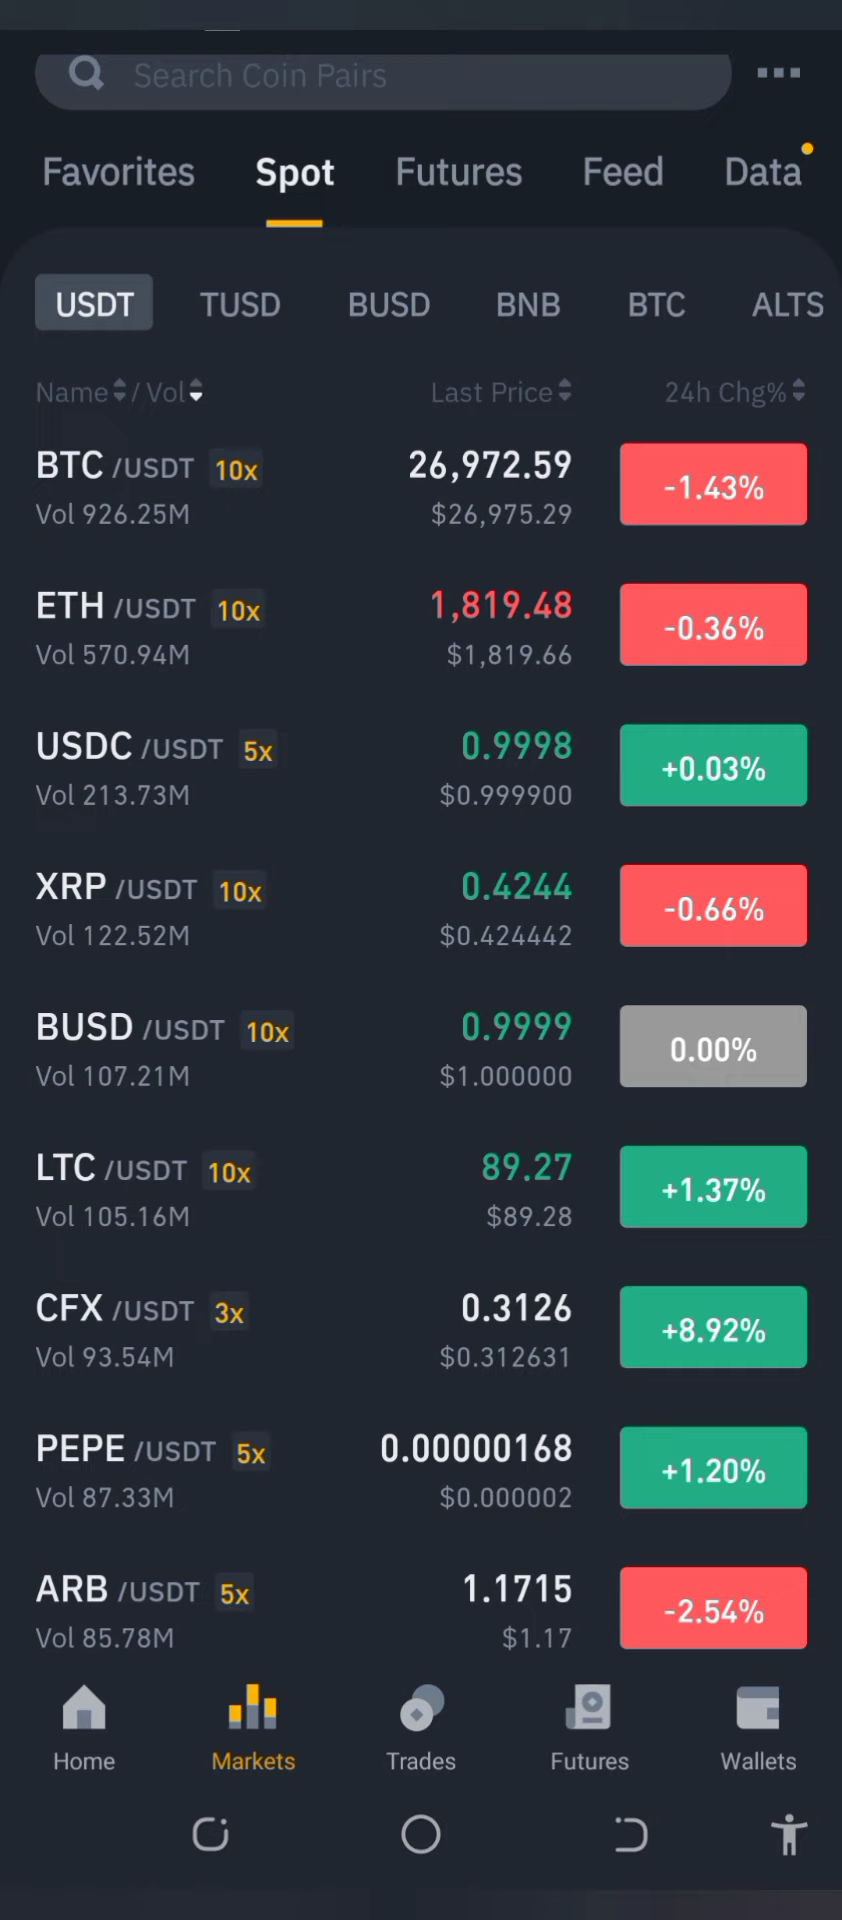 Search Coin Pairs
Favorites Spot Futures Feed Data
USDT TUSD BUSD BNB BTC ALTS
Name / Vol Last Price 24h Chg%
BTC /USDT 10x 26,972.59 -1.43%
Vol 926.25M $26,975.29
ETH /USDT 10x 1,819.48 -0.36%
Vol 570.94M $1,819.66
USDC /USDT 5x 0.9998 +0.03%
Vol 213.73M $0.999900
XRP /USDT 10x 0.4244 -0.66%
Vol 122.52M $0.424442
BUSD /USDT 10x 0.9999 0.00%
Vol 107.21M $1.000000
LTC /USDT 10x 89.27 +1.37%
Vol 105.16M $89.28
CFX /USDT 3x 0.3126 +8.92%
Vol 93.54M $0.312631
PEPE /USDT 5x 0.00000168 +1.20%
Vol 87.33M $0.000002
ARB /USDT 5x 1.1715 -2.54%
Vol 85.78M $1.17
Home Markets Trades Futures Wallets